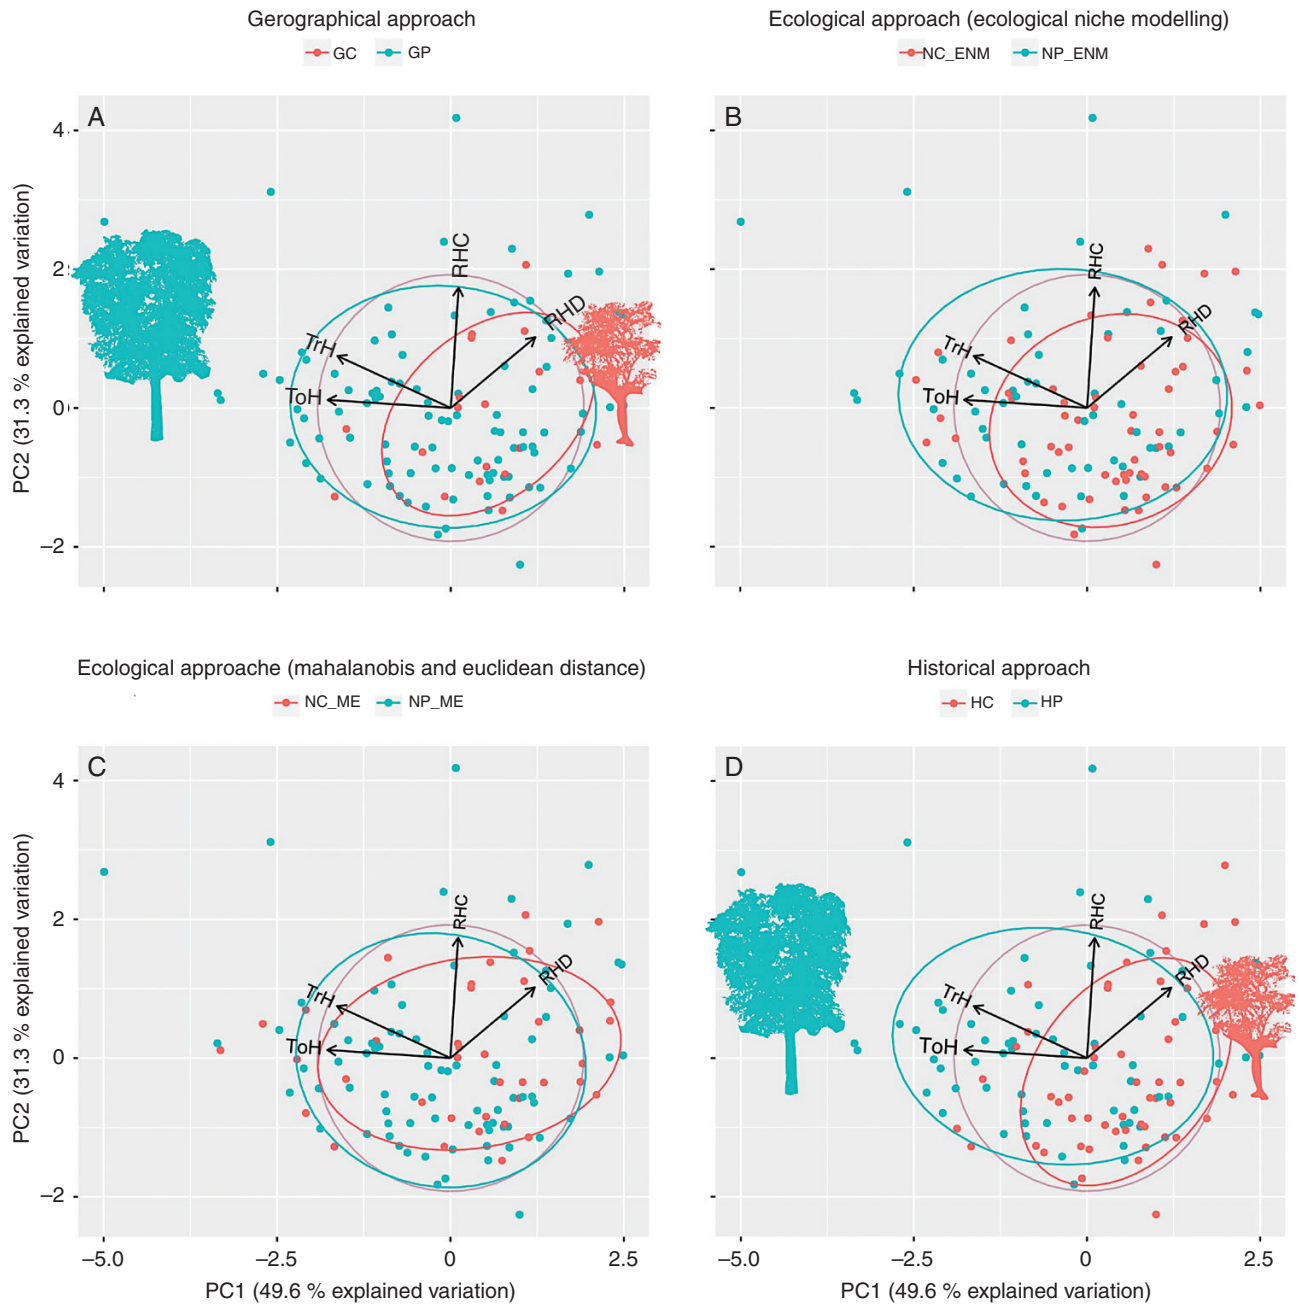 Gerographical approach
GC GP
Ecological approach (ecological niche modelling)
NC_ENM NP_ENM
A
4
2
0
–2
PC2 (31.3 % explained variation)
RHC
RHD
TrH
ToH
B
RHC
RHD
TrH
ToH
Ecological approache (mahalanobis and euclidean distance)
NC_ME NP_ME
Historical approach
HC HP
C
4
2
0
–2
PC2 (31.3 % explained variation)
RHC
RHD
TrH
ToH
–5.0 –2.5 0 2.5
PC1 (49.6 % explained variation)
D
RHC
RHD
TrH
ToH
–5.0 –2.5 0 2.5
PC1 (49.6 % explained variation)